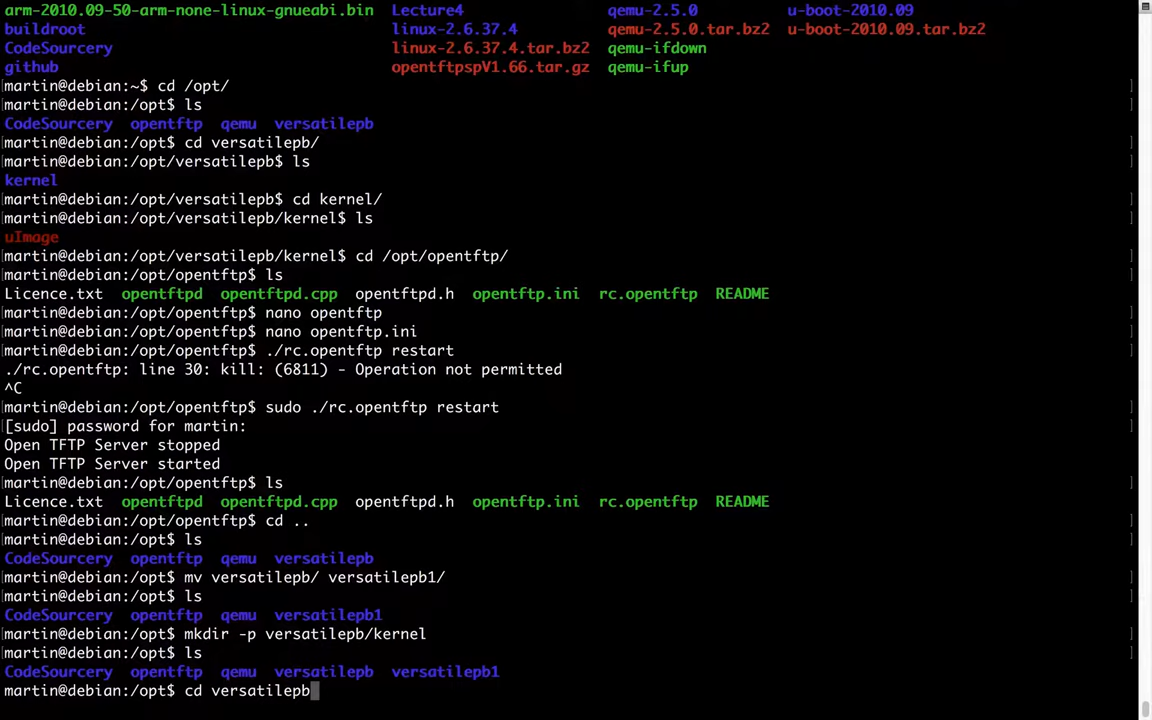 arm-2010.09-50-arm-none-linux-gnueabi.bin  Lecture4  qemu-2.5.0  u-boot-2010.09
buildroot  linux-2.6.37.4  qemu-2.5.0.tar.bz2  u-boot-2010.09.tar.bz2
CodeSourcery  linux-2.6.37.4.tar.bz2  qemu-ifdown
github  opentftpspV1.66.tar.gz  qemu-ifup
martin@debian:~$ cd /opt/
martin@debian:/opt$ ls
CodeSourcery  opentftp  qemu  versatilepb
martin@debian:/opt$ cd versatilepb/
martin@debian:/opt/versatilepb$ ls
kernel
martin@debian:/opt/versatilepb$ cd kernel/
martin@debian:/opt/versatilepb/kernel$ ls
uImage
martin@debian:/opt/versatilepb/kernel$ cd /opt/opentftp/
martin@debian:/opt/opentftp$ ls
Licence.txt  opentftpd  opentftpd.cpp  opentftpd.h  opentftp.ini  rc.opentftp  README
martin@debian:/opt/opentftp$ nano opentftp
martin@debian:/opt/opentftp$ nano opentftp.ini
martin@debian:/opt/opentftp$ ./rc.opentftp restart
./rc.opentftp: line 30: kill: (6811) - Operation not permitted
^C
martin@debian:/opt/opentftp$ sudo ./rc.opentftp restart
[sudo] password for martin:
Open TFTP Server stopped
Open TFTP Server started
martin@debian:/opt/opentftp$ ls
Licence.txt  opentftpd  opentftpd.cpp  opentftpd.h  opentftp.ini  rc.opentftp  README
martin@debian:/opt/opentftp$ cd ..
martin@debian:/opt$ ls
CodeSourcery  opentftp  qemu  versatilepb
martin@debian:/opt$ mv versatilepb/ versatilepb1/
martin@debian:/opt$ ls
CodeSourcery  opentftp  qemu  versatilepb1
martin@debian:/opt$ mkdir -p versatilepb/kernel
martin@debian:/opt$ ls
CodeSourcery  opentftp  qemu  versatilepb  versatilepb1
martin@debian:/opt$ cd versatilepb